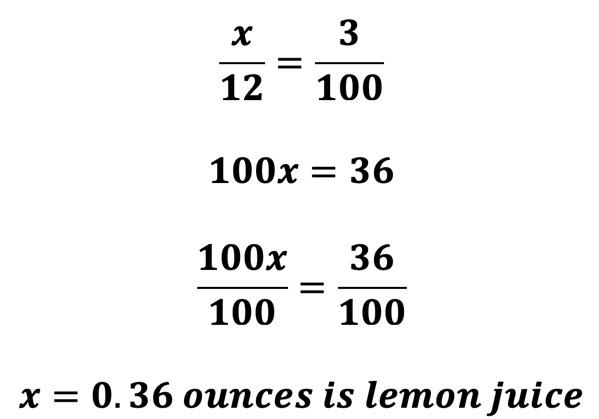 x/12 = 3/100
100x = 36
100x/100 = 36/100
x = 0.36 ounces is lemon juice